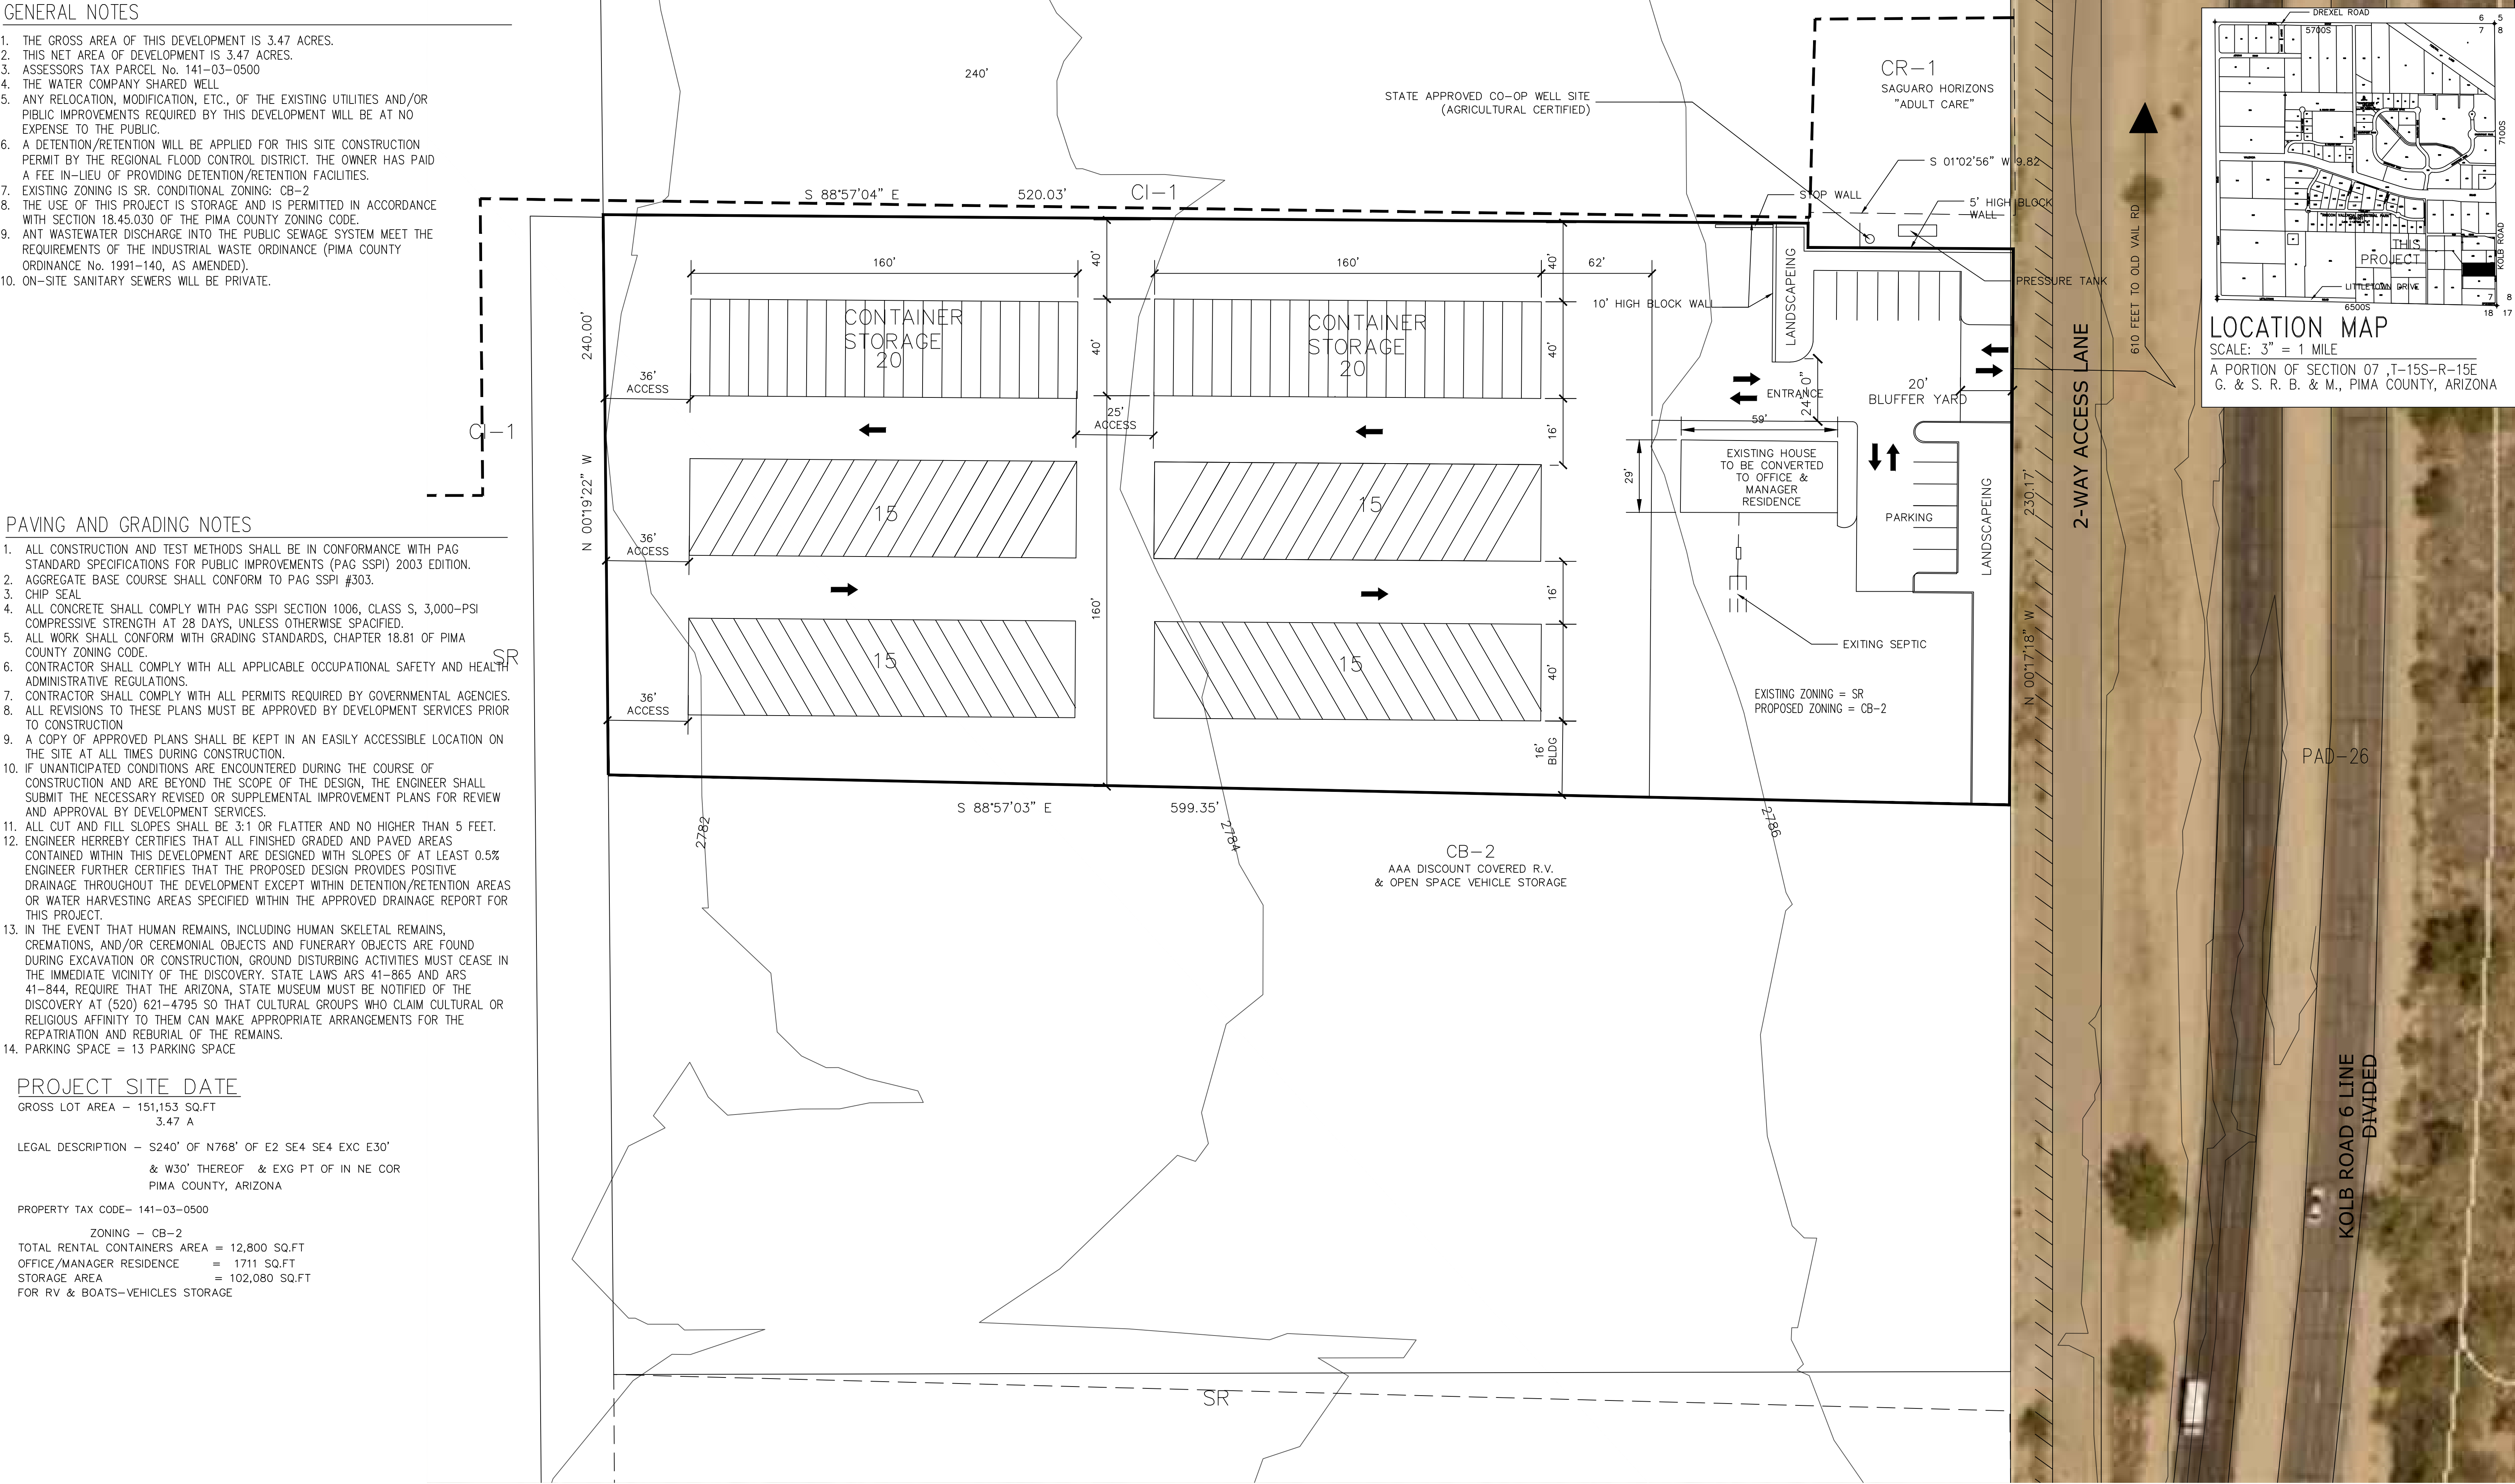 GENERAL NOTES
1. THE GROSS AREA OF THIS DEVELOPMENT IS 3.47 ACRES.
2. THIS NET AREA OF DEVELOPMENT IS 3.47 ACRES.
3. ASSESSORS TAX PARCEL No. 141-03-0500
4. THE WATER COMPANY SHARED WELL
5. ANY RELOCATION, MODIFICATION, ETC., OF THE EXISTING UTILITIES AND/OR
PIBLIC IMPROVEMENTS REQUIRED BY THIS DEVELOPMENT WILL BE AT NO
EXPENSE TO THE PUBLIC.
6. A DETENTION/RETENTION WILL BE APPLIED FOR THIS SITE CONSTRUCTION
PERMIT BY THE REGIONAL FLOOD CONTROL DISTRICT. THE OWNER HAS PAID
A FEE IN-LIEU OF PROVIDING DETENTION/RETENTION FACILITIES.
7. EXISTING ZONING IS SR. CONDITIONAL ZONING: CB-2
8. THE USE OF THIS PROJECT IS STORAGE AND IS PERMITTED IN ACCORDANCE
WITH SECTION 18.45.030 OF THE PIMA COUNTY ZONING CODE.
9. ANT WASTEWATER DISCHARGE INTO THE PUBLIC SEWAGE SYSTEM MEET THE
REQUIREMENTS OF THE INDUSTRIAL WASTE ORDINANCE (PIMA COUNTY
ORDINANCE No. 1991-140, AS AMENDED).
10. ON-SITE SANITARY SEWERS WILL BE PRIVATE.
PAVING AND GRADING NOTES
1. ALL CONSTRUCTION AND TEST METHODS SHALL BE IN CONFORMANCE WITH PAG
STANDARD SPECIFICATIONS FOR PUBLIC IMPROVEMENTS (PAG SSPI) 2003 EDITION.
2. AGGREGATE BASE COURSE SHALL CONFORM TO PAG SSPI #303.
3. CHIP SEAL
4. ALL CONCRETE SHALL COMPLY WITH PAG SSPI SECTION 1006, CLASS S, 3,000-PSI
COMPRESSIVE STRENGTH AT 28 DAYS, UNLESS OTHERWISE SPACIFIED.
5. ALL WORK SHALL CONFORM WITH GRADING STANDARDS, CHAPTER 18.81 OF PIMA
COUNTY ZONING CODE.
6. CONTRACTOR SHALL COMPLY WITH ALL APPLICABLE OCCUPATIONAL SAFETY AND HEALTH
ADMINISTRATIVE REGULATIONS.
7. CONTRACTOR SHALL COMPLY WITH ALL PERMITS REQUIRED BY GOVERNMENTAL AGENCIES.
8. ALL REVISIONS TO THESE PLANS MUST BE APPROVED BY DEVELOPMENT SERVICES PRIOR
TO CONSTRUCTION
9. A COPY OF APPROVED PLANS SHALL BE KEPT IN AN EASILY ACCESSIBLE LOCATION ON
THE SITE AT ALL TIMES DURING CONSTRUCTION.
10. IF UNANTICIPATED CONDITIONS ARE ENCOUNTERED DURING THE COURSE OF
CONSTRUCTION AND ARE BEYOND THE SCOPE OF THE DESIGN, THE ENGINEER SHALL
SUBMIT THE NECESSARY REVISED OR SUPPLEMENTAL IMPROVEMENT PLANS FOR REVIEW
AND APPROVAL BY DEVELOPMENT SERVICES.
11. ALL CUT AND FILL SLOPES SHALL BE 3:1 OR FLATTER AND NO HIGHER THAN 5 FEET.
12. ENGINEER HERREBY CERTIFIES THAT ALL FINISHED GRADED AND PAVED AREAS
CONTAINED WITHIN THIS DEVELOPMENT ARE DESIGNED WITH SLOPES OF AT LEAST 0.5%
ENGINEER FURTHER CERTIFIES THAT THE PROPOSED DESIGN PROVIDES POSITIVE
DRAINAGE THROUGHOUT THE DEVELOPMENT EXCEPT WITHIN DETENTION/RETENTION AREAS
OR WATER HARVESTING AREAS SPECIFIED WITHIN THE APPROVED DRAINAGE REPORT FOR
THIS PROJECT.
13. IN THE EVENT THAT HUMAN REMAINS, INCLUDING HUMAN SKELETAL REMAINS,
CREMATIONS, AND/OR CEREMONIAL OBJECTS AND FUNERARY OBJECTS ARE FOUND
DURING EXCAVATION OR CONSTRUCTION, GROUND DISTURBING ACTIVITIES MUST CEASE IN
THE IMMEDIATE VICINITY OF THE DISCOVERY. STATE LAWS ARS 41-865 AND ARS
41-844, REQUIRE THAT THE ARIZONA, STATE MUSEUM MUST BE NOTIFIED OF THE
DISCOVERY AT (520) 621-4795 SO THAT CULTURAL GROUPS WHO CLAIM CULTURAL OR
RELIGIOUS AFFINITY TO THEM CAN MAKE APPROPRIATE ARRANGEMENTS FOR THE
REPATRIATION AND REBURIAL OF THE REMAINS.
14. PARKING SPACE = 13 PARKING SPACE
PROJECT SITE DATE
GROSS LOT AREA - 151,153 SQ.FT
3.47 A
LEGAL DESCRIPTION - S240' OF N768' OF E2 SE4 SE4 EXC E30'
& W30' THEREOF & EXG PT OF IN NE COR
PIMA COUNTY, ARIZONA
PROPERTY TAX CODE- 141-03-0500
ZONING - CB-2
TOTAL RENTAL CONTAINERS AREA = 12,800 SQ.FT
OFFICE/MANAGER RESIDENCE = 1711 SQ.FT
STORAGE AREA = 102,080 SQ.FT
FOR RV & BOATS-VEHICLES STORAGE
240'
STATE APPROVED CO-OP WELL SITE
(AGRICULTURAL CERTIFIED)
CR-1
SAGUARO HORIZONS
"ADULT CARE"
S 01°02'56" W 9.82
S 88°57'04" E 520.03'
CI-1
STOP WALL
5' HIGH BLOCK
WALL
PRESSURE TANK
10' HIGH BLOCK WALL
LANDSCAPEING
160'
40'
160'
40'
62'
240.00'
N 00°19'22" W
CONTAINER
STORAGE
20
CONTAINER
STORAGE
20
40'
40'
36'
ACCESS
25'
ACCESS
16'
ENTRANCE
24'-0"
20'
BLUFFER YARD
CI-1
59'
29'
EXISTING HOUSE
TO BE CONVERTED
TO OFFICE &
MANAGER
RESIDENCE
PARKING
LANDSCAPEING
15
15
36'
ACCESS
160'
16'
EXITING SEPTIC
SR
15
15
40'
36'
ACCESS
16'
BLDG
EXISTING ZONING = SR
PROPOSED ZONING = CB-2
230.17'
N 00°17'18" W
S 88°57'03" E 599.35'
2782
2784
2786
CB-2
AAA DISCOUNT COVERED R.V.
& OPEN SPACE VEHICLE STORAGE
SR
2-WAY ACCESS LANE
610 FEET TO OLD VAIL RD
PAD-26
KOLB ROAD 6 LINE
DIVIDED
DREXEL ROAD
5700S
6 5
7 8
7100S
KOLB ROAD
THIS
PROJECT
LITTLETOWN DRIVE
6500S
7 8
18 17
LOCATION MAP
SCALE: 3" = 1 MILE
A PORTION OF SECTION 07 ,T-15S-R-15E
G. & S. R. B. & M., PIMA COUNTY, ARIZONA